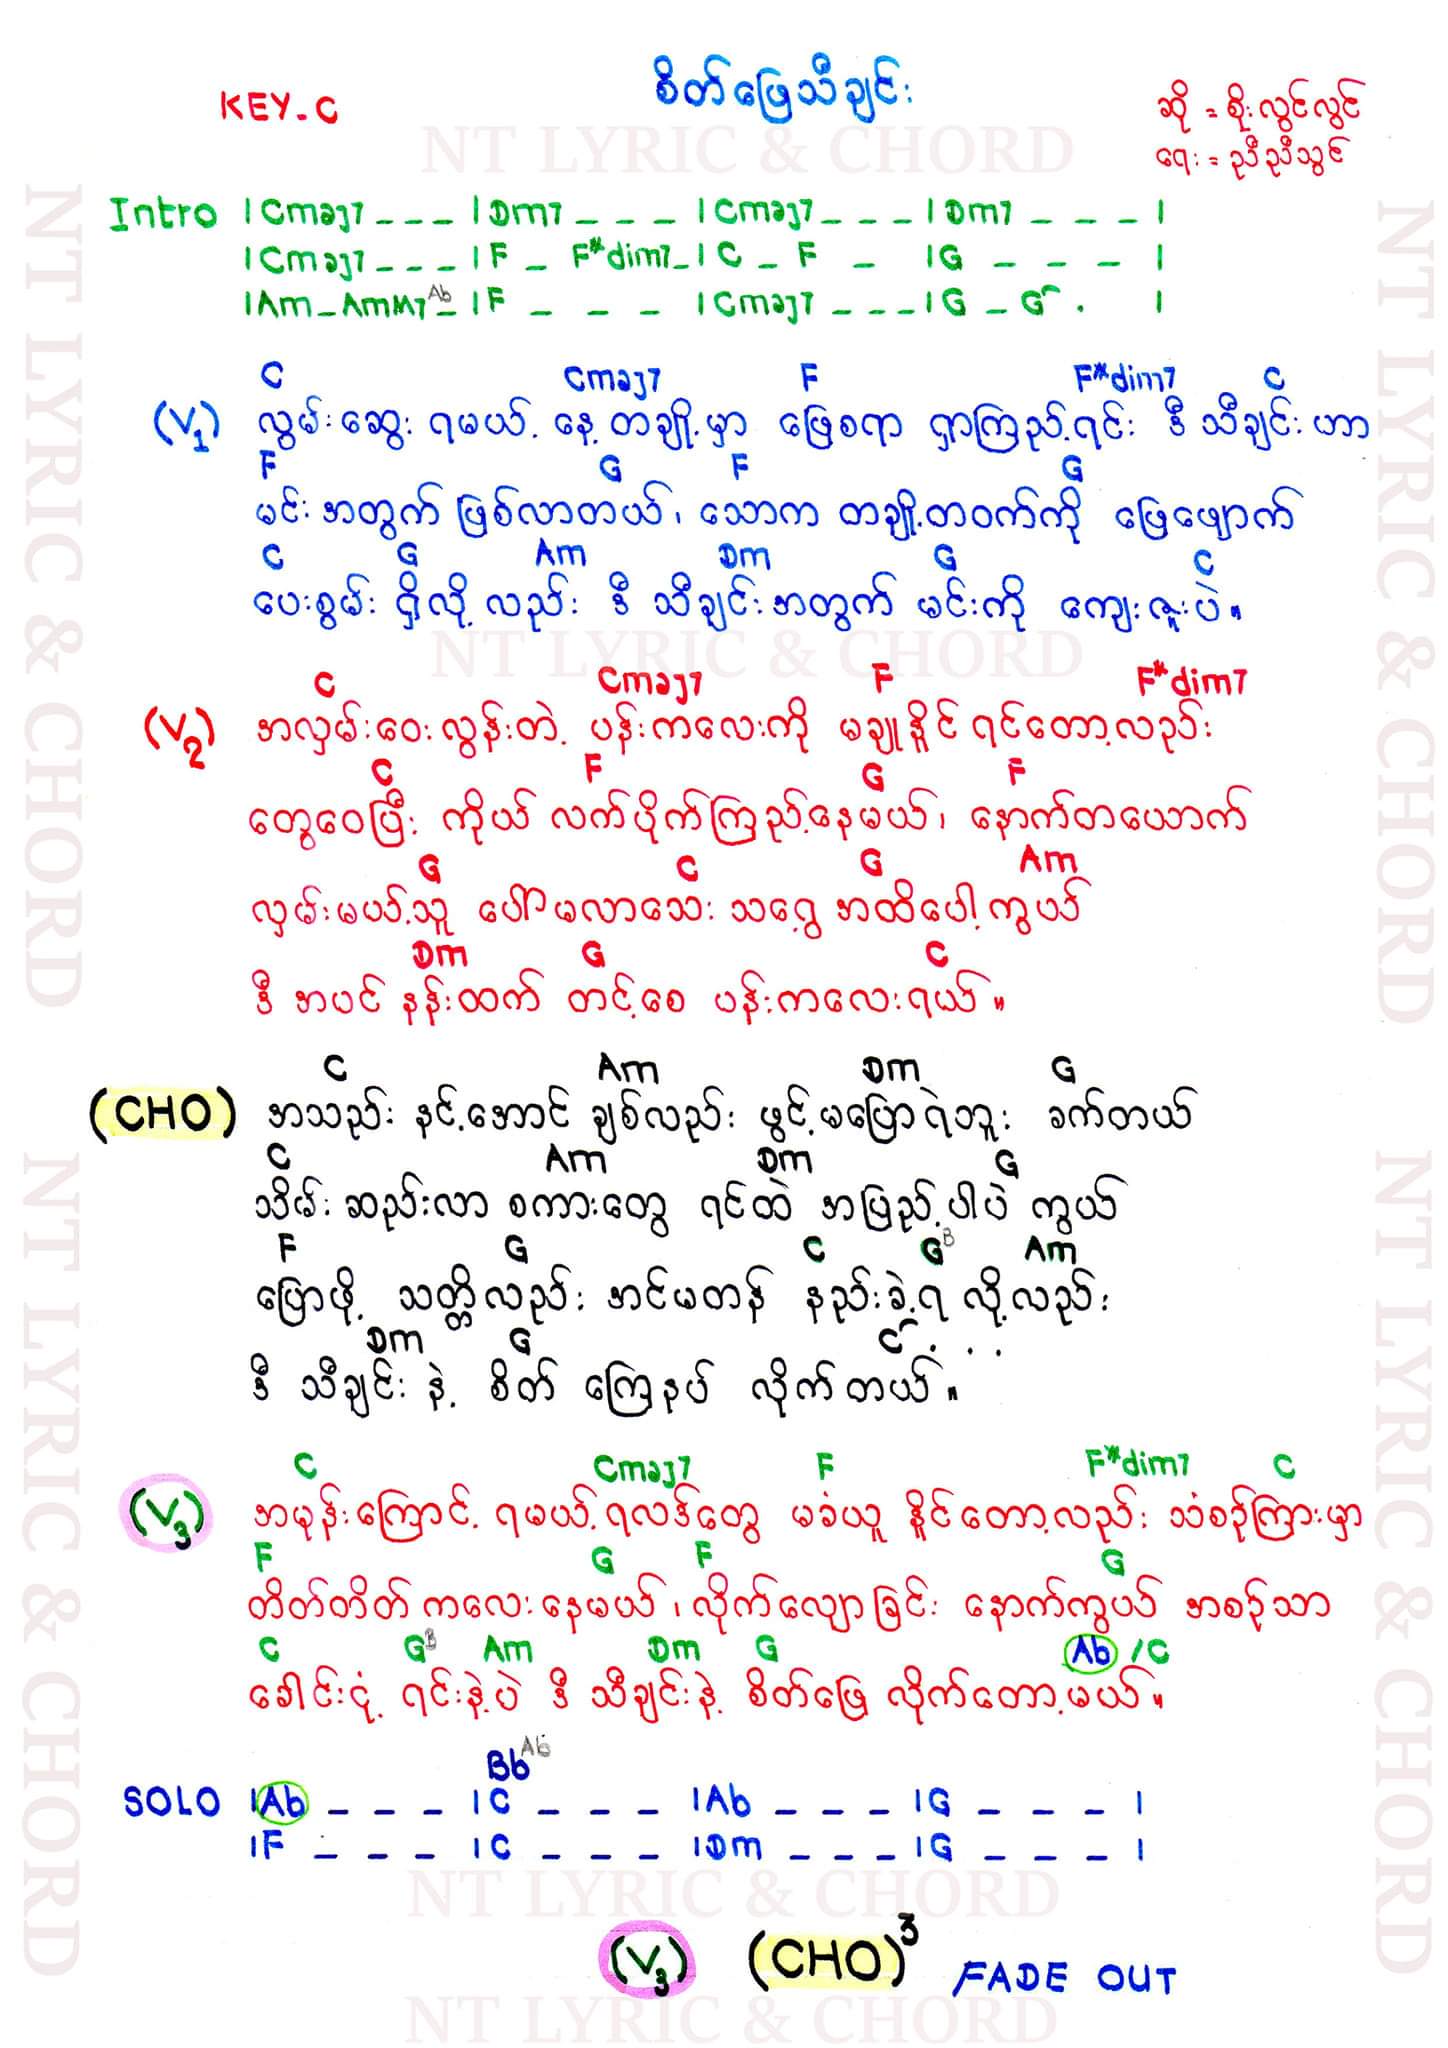 စိတ်ဖြေသီချင်း
KEY-C
ဆို = စိုးလွင်လွင်
ရေး = ညီညီသွင်
NT LYRIC & CHORD
Intro |Cmaj7 _ _ _ |Dm7 _ _ _ |Cmaj7 _ _ _ |Dm7 _ _ _ |
|Cmaj7 _ _ _ |F _ F#dim7 _ |C _ F _ |G _ _ _ |
|Am _ AmM7 Ab _ |F _ _ _ |Cmaj7 _ _ _ |G _ G^ . |
C Cmaj7 F F#dim7 C
(V1) လွမ်းဆွေး ရမယ့် နေ့ တချို့မှာ ဖြေစရာ ရှာကြည့်ရင်း ဒီ သီချင်း ဟာ
F G F G
မင်း အတွက် ဖြစ်လာတယ်၊ သောက တချို့တဝက်ကို ဖြေဖျောက်
C G Am Dm G C
ပေးစွမ်း ရှိလို့ လည်း ဒီ သီချင်းအတွက် မင်းကို ကျေးဇူးပဲ။
NT LYRIC & CHORD
C Cmaj7 F F#dim7
(V2) အလှမ်းဝေး လွန်းတဲ့ ပန်းကလေးကို မချူနိူင် ရင်တော့လည်း
C F G F
တွေဝေပြီး ကိုယ် လက်ပိုက်ကြည့်နေမယ်၊ နောက်တယောက်
G C G Am
လှမ်းမယ့်သူ ပေါ်မလာသေး သရွေ့ အထိပေါ့ ကွယ်
Dm G C
ဒီ အပင် နန်းထက် တင့်စေ ပန်းကလေးရယ်။
C Am Dm G
(CHO) အသည်း နင့်အောင် ချစ်လည်း ဖွင့်မပြောရဲဘူး ခက်တယ်
C Am Dm G
သိမ်း ဆည်းလာ စကားတွေ ရင်ထဲ အပြည့်ပါပဲ ကွယ်
F G C G B Am
ပြောဖို့ သတ္တိလည်း အင်မတန် နည်းခဲ့ရ လို့လည်း
Dm G C^ . . .
ဒီ သီချင်း နဲ့ စိတ် ကြေနပ် လိုက်တယ်။
C Cmaj7 F F#dim7 C
(V3) အမုန်းကြောင့် ရမယ့်ရလဒ်တွေ မခံယူ နိူင်တော့လည်း သံစဉ်ကြားမှာ
F G F G
တိတ်တိတ် ကလေးနေမယ်၊ လိုက်လျောခြင်း နောက်ကွယ် အစဉ်သာ
C G B Am Dm G Ab /C
ခေါင်းငုံ့ ရင်းနဲ့ပဲ ဒီ သီချင်းနဲ့ စိတ်ဖြေ လိုက်တော့မယ်။
Bb Ab
SOLO |Ab _ _ _ |C _ _ _ |Ab _ _ _ |G _ _ _ |
|F _ _ _ |C _ _ _ |Dm _ _ _ |G _ _ _ |
NT LYRIC & CHORD
(V3) (CHO)3 FADE OUT
NT LYRIC & CHORD
NT LYRIC & CHORD
NT LYRIC & CHORD
NT LYRIC & CHORD
NT LYRIC & CHORD